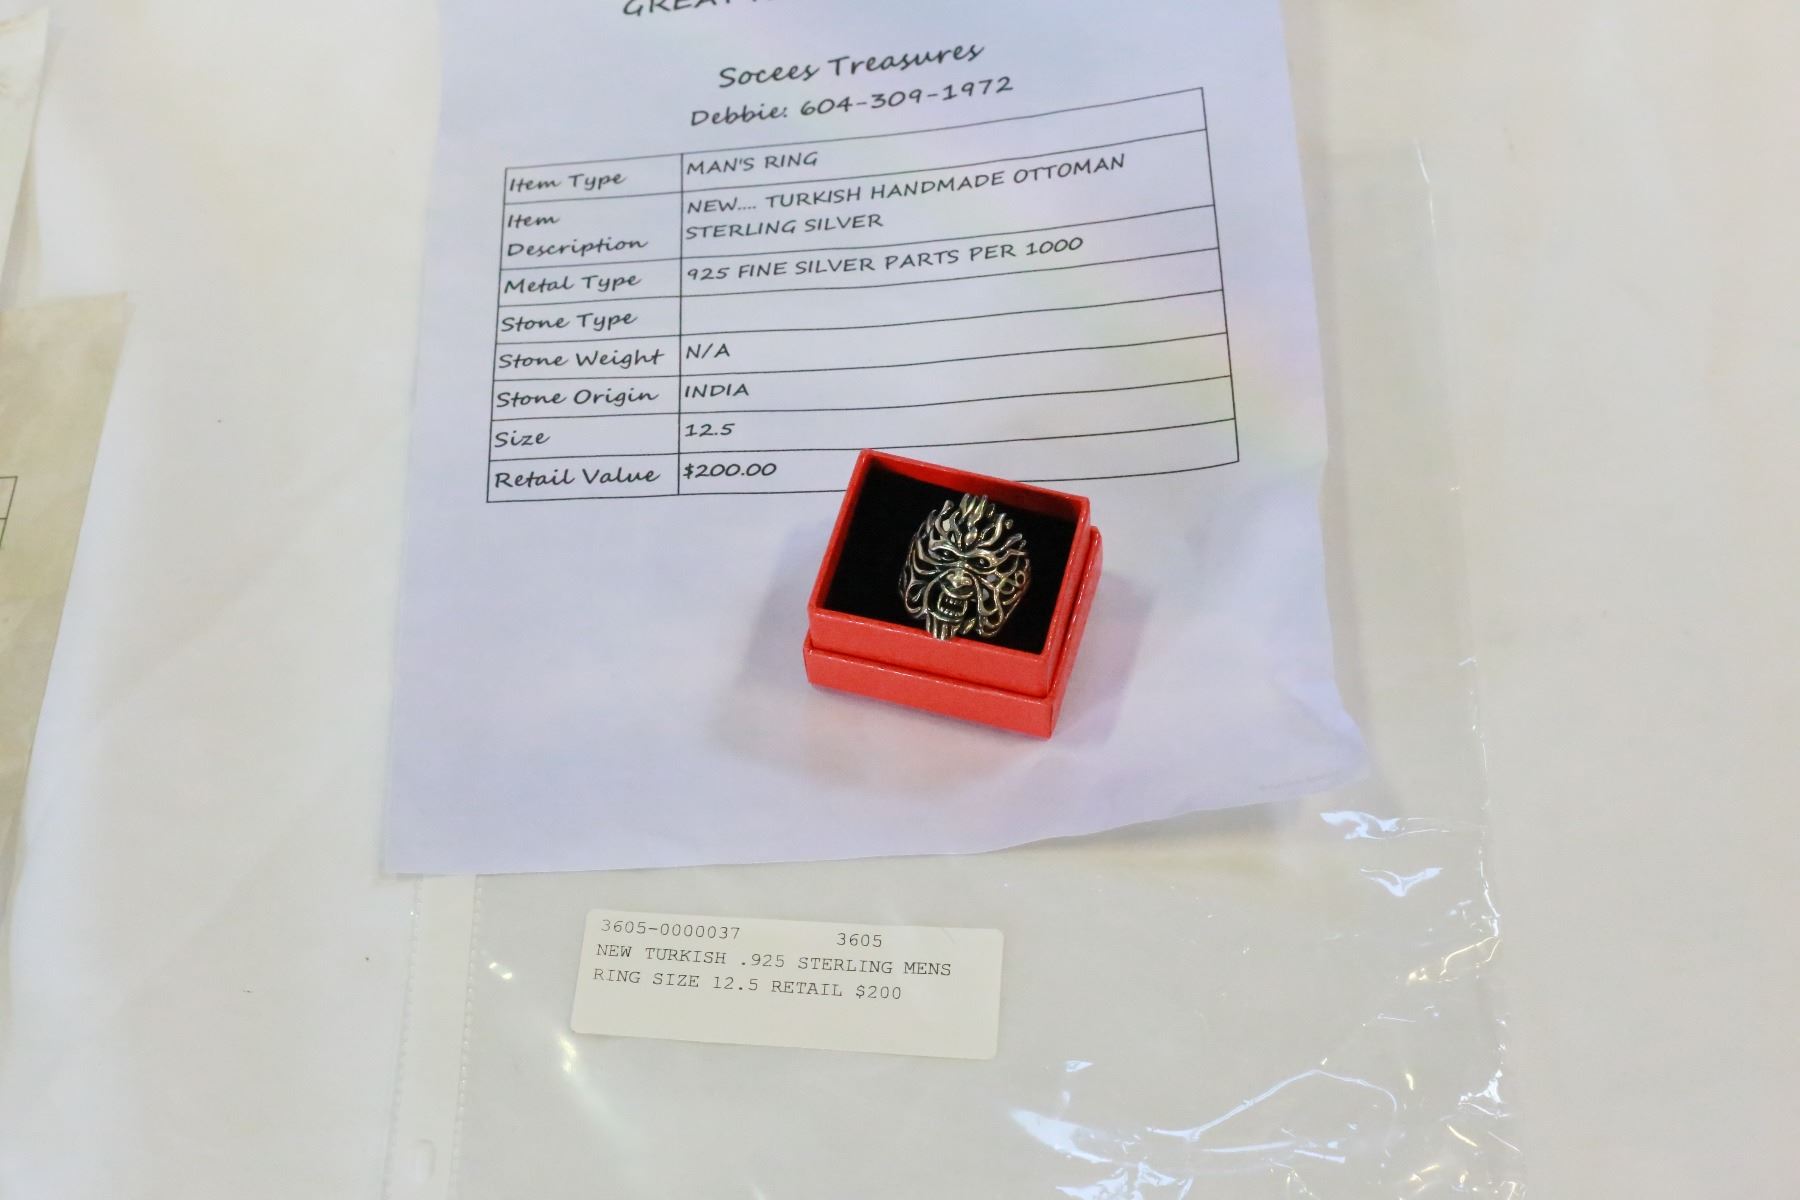 Socees Treasures
Debbie: 604-309-1972
Item Type MAN'S RING
Item Description NEW.... TURKISH HANDMADE OTTOMAN
STERLING SILVER
Metal Type 925 FINE SILVER PARTS PER 1000
Stone Type
Stone Weight N/A
Stone Origin INDIA
Size 12.5
Retail Value $200.00
3605-0000037 3605
NEW TURKISH .925 STERLING MENS
RING SIZE 12.5 RETAIL $200